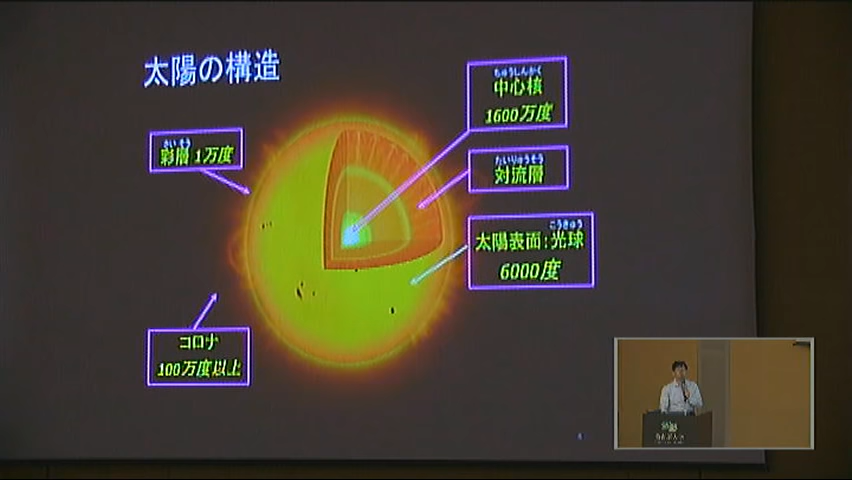 太陽の構造
さいそう
彩層 1万度
ちゅうしんかく
中心核
1600万度
たいりゅうそう
対流層
こうきゅう
太陽表面:光球
6000度
コロナ
100万度以上